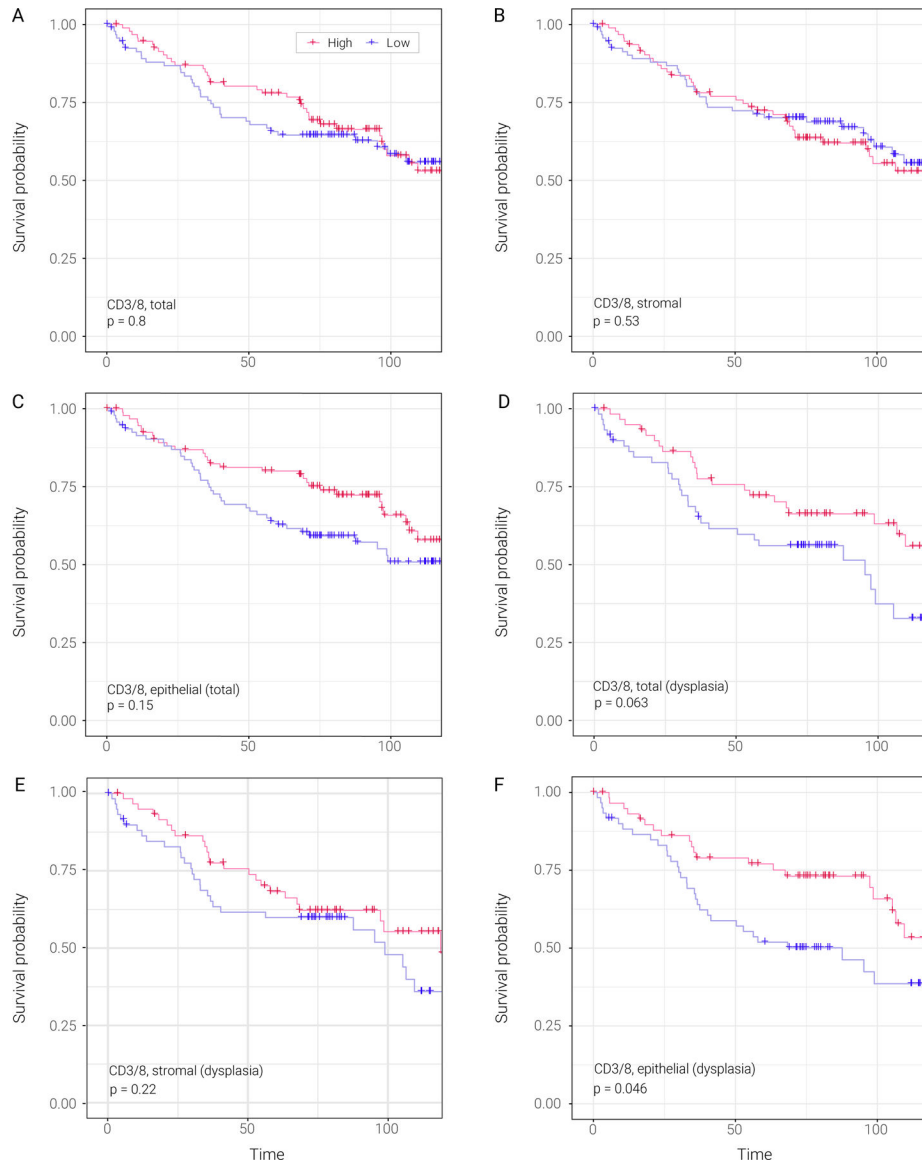 A
1.00
0.75
0.50
0.25
0.00
Survival probability
High Low
CD3/8, total
p = 0.8
0 50 100
B
1.00
0.75
0.50
0.25
0.00
Survival probability
CD3/8, stromal
p = 0.53
0 50 100
C
1.00
0.75
0.50
0.25
0.00
Survival probability
CD3/8, epithelial (total)
p = 0.15
0 50 100
D
1.00
0.75
0.50
0.25
0.00
Survival probability
CD3/8, total (dysplasia)
p = 0.063
0 50 100
E
1.00
0.75
0.50
0.25
0.00
Survival probability
CD3/8, stromal (dysplasia)
p = 0.22
0 50 100
Time
F
1.00
0.75
0.50
0.25
0.00
Survival probability
CD3/8, epithelial (dysplasia)
p = 0.046
0 50 100
Time